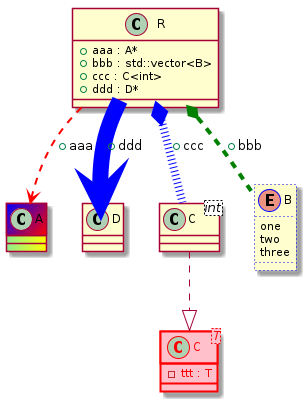 C R
+ aaa : A*
+ bbb : std::vector<B>
+ ccc : C<int>
+ ddd : D*
aaa
ddd
ccc
bbb
C A
C D
C C
int
E B
one
two
three
C C
T
ttt : T